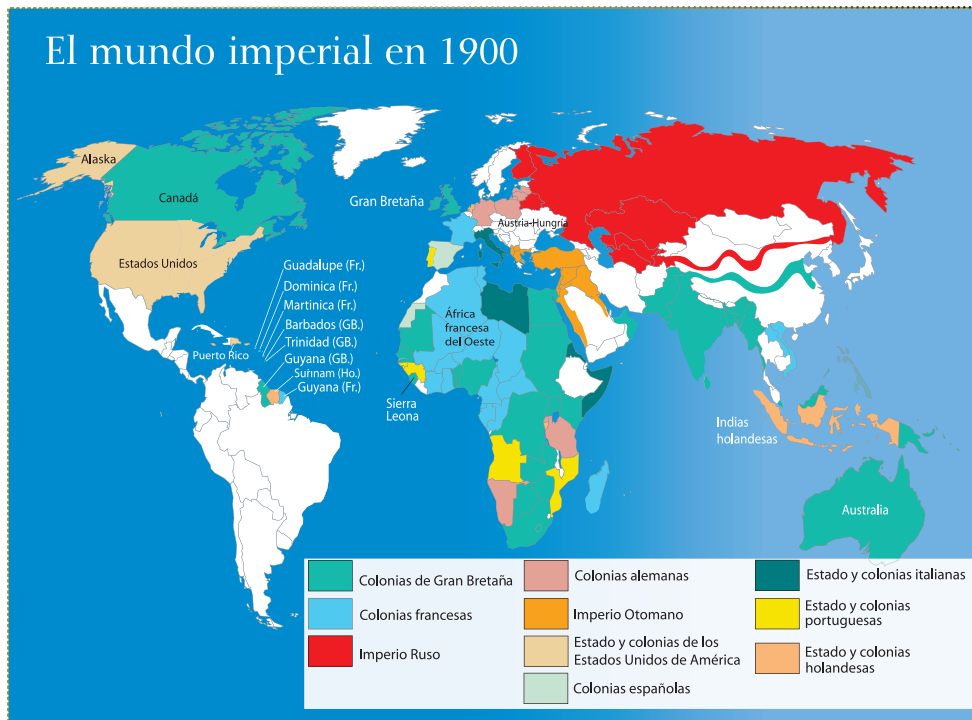 El mundo imperial en 1900
Alaska
Canadá
Estados Unidos
Gran Bretaña
Austria-Hungría
Guadalupe (Fr.)
Dominica (Fr.)
Martinica (Fr.)
Barbados (GB.)
Trinidad (GB.)
Puerto Rico
Guyana (GB.)
Surinam (Ho.)
Guyana (Fr.)
África
francesa
del Oeste
Sierra
Leona
Indias
holandesas
Australia
Colonias de Gran Bretaña
Colonias francesas
Imperio Ruso
Colonias alemanas
Imperio Otomano
Estado y colonias de los
Estados Unidos de América
Colonias españolas
Estado y colonias italianas
Estado y colonias
portuguesas
Estado y colonias
holandesas